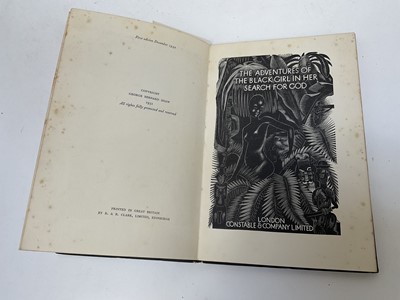 First edition December 1932
COPYRIGHT
GEORGE BERNARD SHAW
1932
All rights fully protected and reserved
PRINTED IN GREAT BRITAIN
BY R. & R. CLARK, LIMITED, EDINBURGH
THE ADVENTURES OF
THE BLACK GIRL IN HER
SEARCH FOR GOD
LONDON
CONSTABLE & COMPANY LIMITED